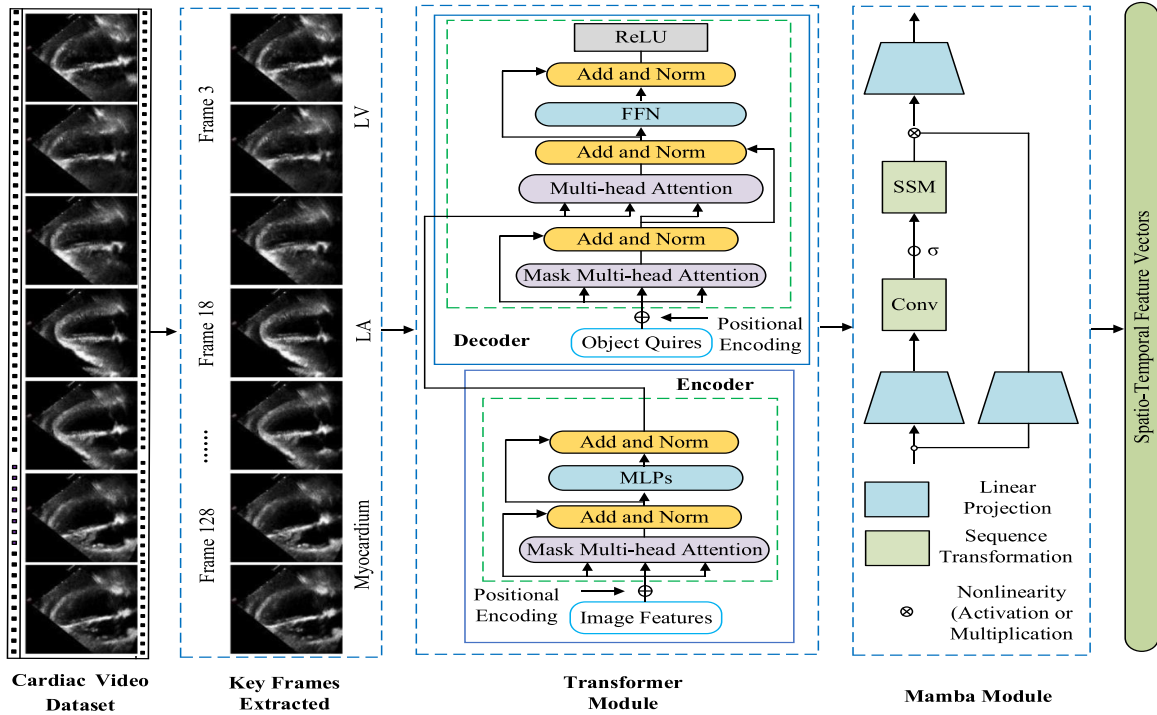 Frame 3
Frame 18
......
Frame 128
LV
LA
Myocardium
ReLU
Add and Norm
FFN
Add and Norm
Multi-head Attention
Add and Norm
Mask Multi-head Attention
Positional
Encoding
Decoder
Object Quires
Encoder
Add and Norm
MLPs
Add and Norm
Mask Multi-head Attention
Positional
Encoding
Image Features
SSM
σ
Conv
Linear
Projection
Sequence
Transformation
Nonlinearity
(Activation or
Multiplication
Spatio-Temporal Feature Vectors
Cardiac Video
Dataset
Key Frames
Extracted
Transformer
Module
Mamba Module